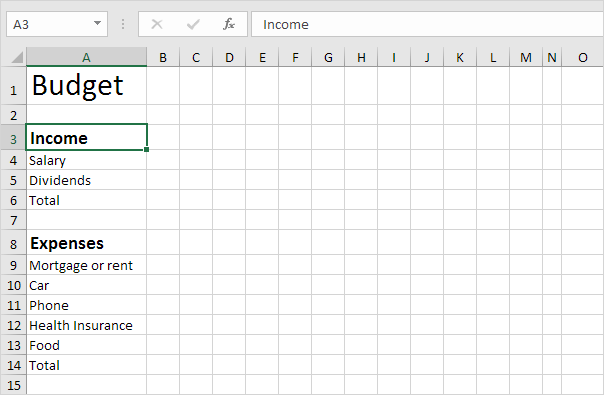 A3 fx Income
A B C D E F G H I J K L M N O
1 Budget
2
3 Income
4 Salary
5 Dividends
6 Total
7
8 Expenses
9 Mortgage or rent
10 Car
11 Phone
12 Health Insurance
13 Food
14 Total
15